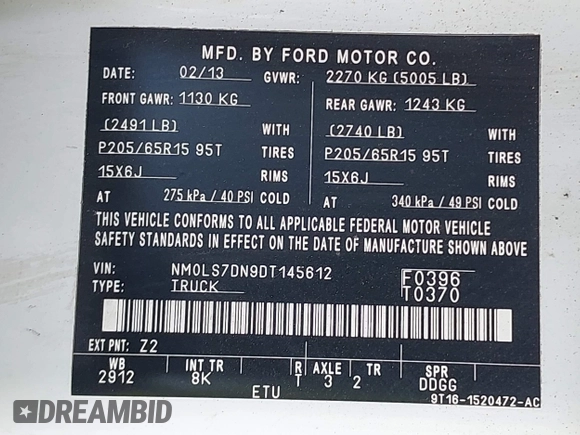 MFD. BY FORD MOTOR CO.
DATE: 02/13 GVWR: 2270 KG (5005 LB)
FRONT GAWR: 1130 KG REAR GAWR: 1243 KG
(2491 LB) WITH (2740 LB) WITH
P205/65R15 95T TIRES P205/65R15 95T TIRES
15X6J RIMS 15X6J RIMS
AT 275 kPa / 40 PSI COLD AT 340 kPa / 49 PSI COLD
THIS VEHICLE CONFORMS TO ALL APPLICABLE FEDERAL MOTOR VEHICLE
SAFETY STANDARDS IN EFFECT ON THE DATE OF MANUFACTURE SHOWN ABOVE
VIN: NM0LS7DN9DT145612 F0396
TYPE: TRUCK T0370
EXT PNT: Z2
WB INT TR R AXLE TR SPR
2912 8K T 3 2 DDGG
ETU 9T16-1520472-AC
DREAMBID